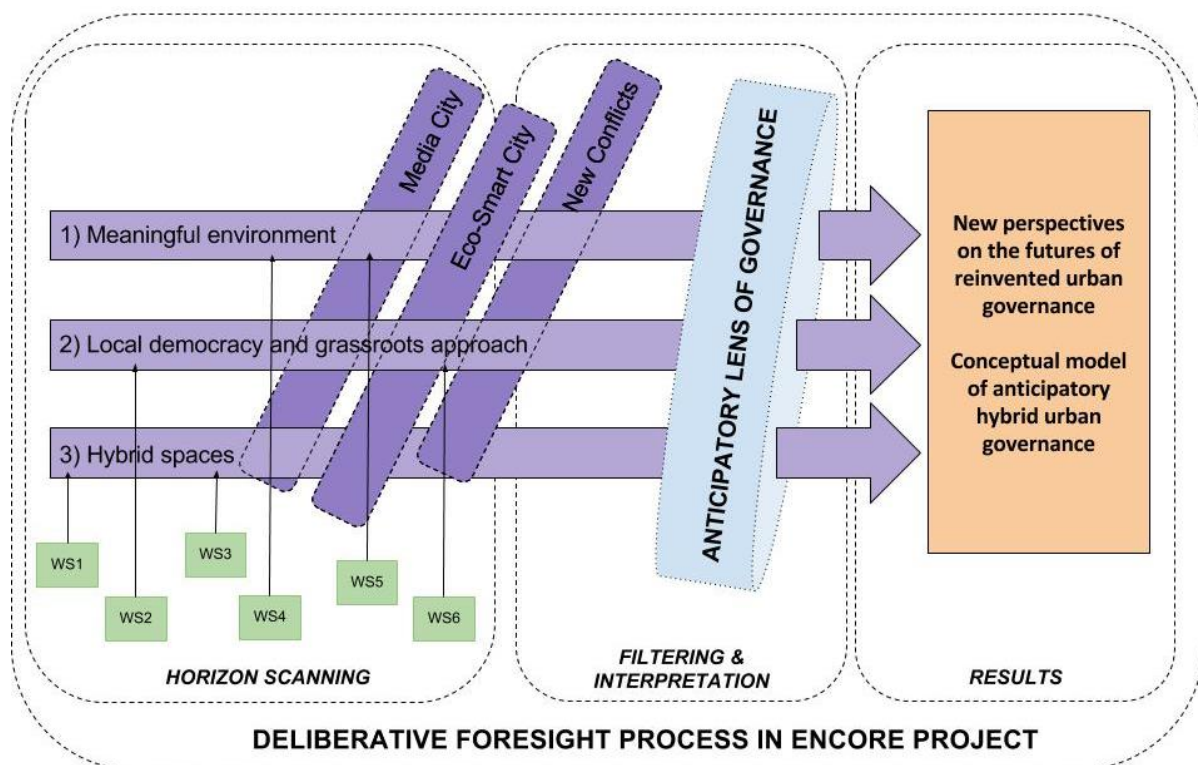 Media City
Eco-Smart City
New Conflicts
1) Meaningful environment
2) Local democracy and grassroots approach
3) Hybrid spaces
WS1
WS2
WS3
WS4
WS5
WS6
HORIZON SCANNING
ANTICIPATORY LENS OF GOVERNANCE
FILTERING &
INTERPRETATION
New perspectives
on the futures of
reinvented urban
governance
Conceptual model
of anticipatory
hybrid urban
governance
RESULTS
DELIBERATIVE FORESIGHT PROCESS IN ENCORE PROJECT